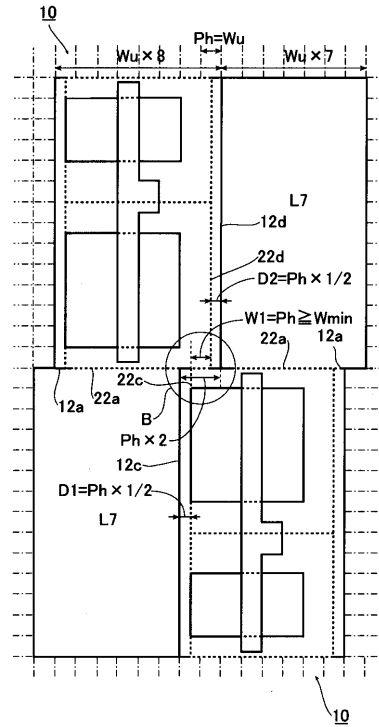 10
Ph=Wu
Wu×8
Wu×7
L7
12d
22d
D2=Ph×1/2
W1=Ph≧Wmin
22a
12a
22c
12a
22a
B
Ph×2
12c
D1=Ph×1/2
L7
10